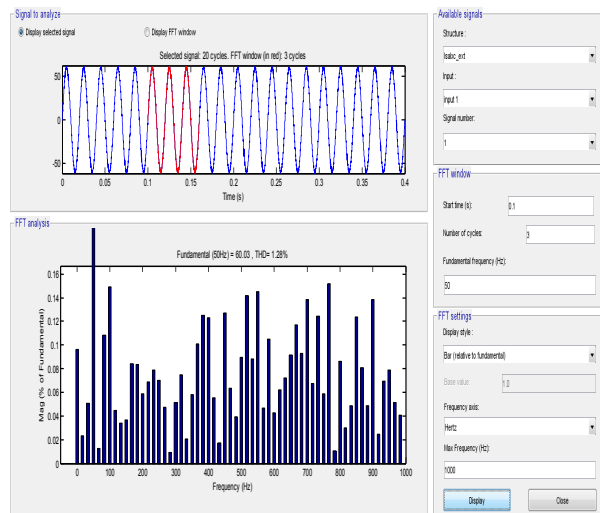 Signal to analyze
Display selected signal
Display FFT window
Selected signal: 20 cycles. FFT window (in red): 3 cycles
50
0
-50
0 0.05 0.1 0.15 0.2 0.25 0.3 0.35 0.4
Time (s)
FFT analysis
Fundamental (50Hz) = 60.03 , THD= 1.28%
Mag (% of Fundamental)
0.16
0.14
0.12
0.1
0.08
0.06
0.04
0.02
0
0 100 200 300 400 500 600 700 800 900 1000
Frequency (Hz)
Available signals
Structure :
Isabc_ext
Input :
input 1
Signal number:
1
FFT window
Start time (s): 0.1
Number of cycles: 3
Fundamental frequency (Hz):
50
FFT settings
Display style :
Bar (relative to fundamental)
Base value: 1.0
Frequency axis:
Hertz
Max Frequency (Hz):
1000
Display
Close